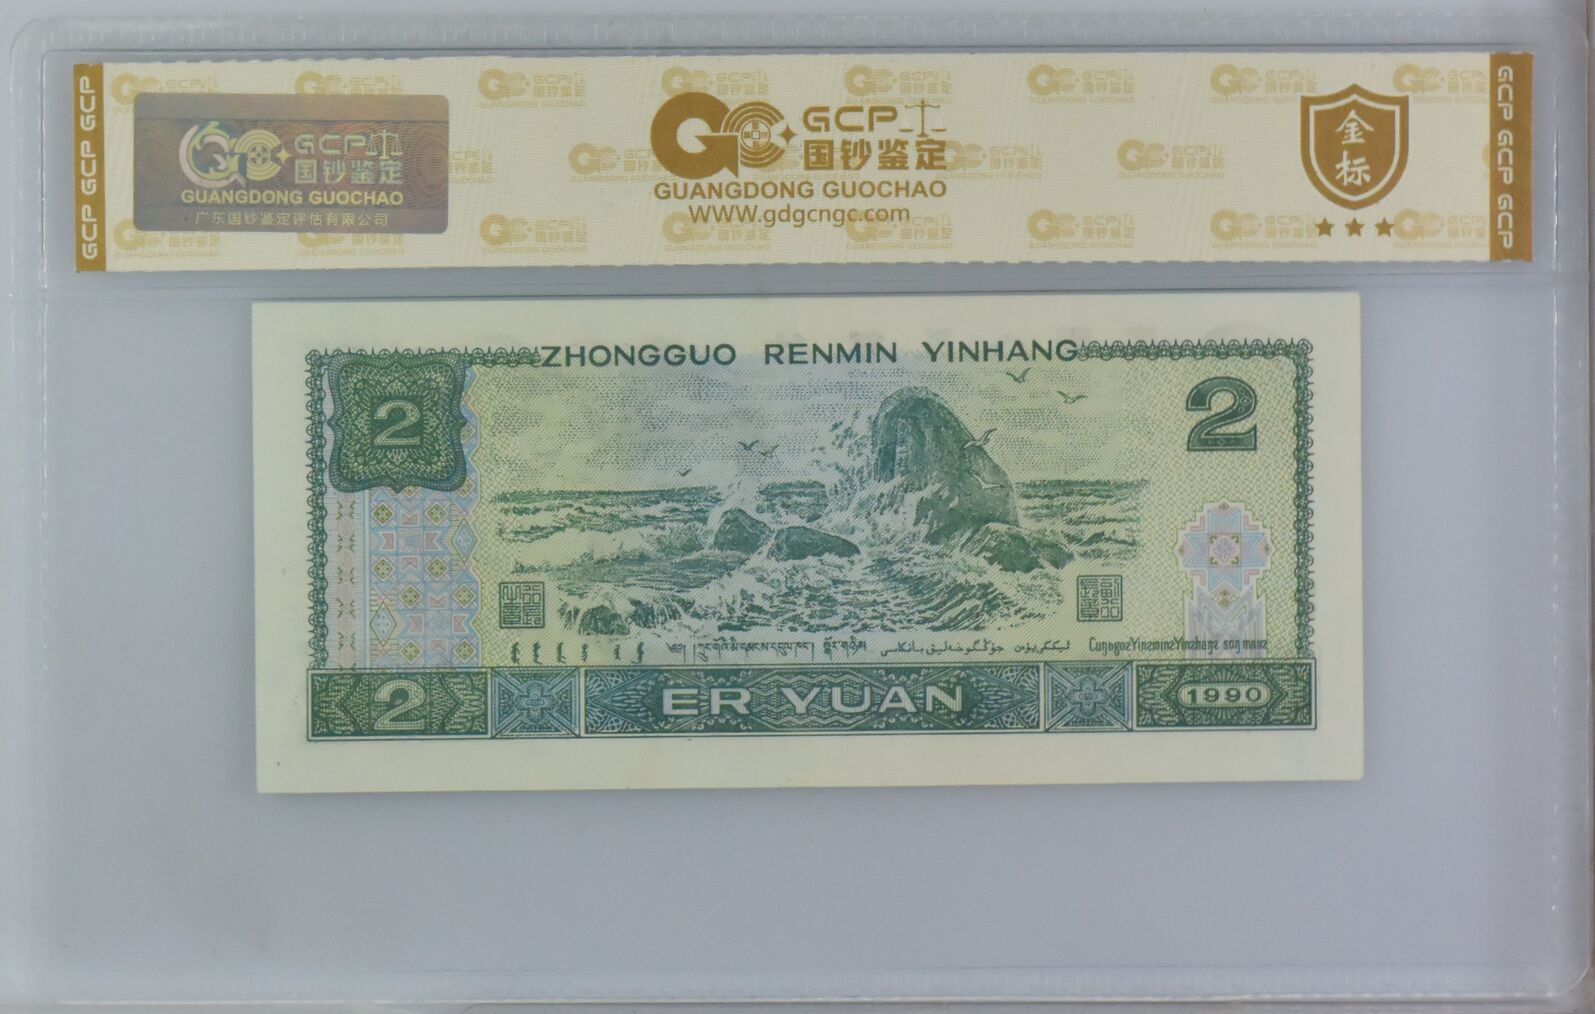 GCP GCP GCP
GCP
国钞鉴定
GUANGDONG GUOCHAO
广东国钞鉴定评估有限公司
GCP
国钞鉴定
GUANGDONG GUOCHAO
WWW.gdgcngc.com
金标
GCP GCP GCP
ZHONGGUO RENMIN YINHANG
2
2
2
ER YUAN
1990